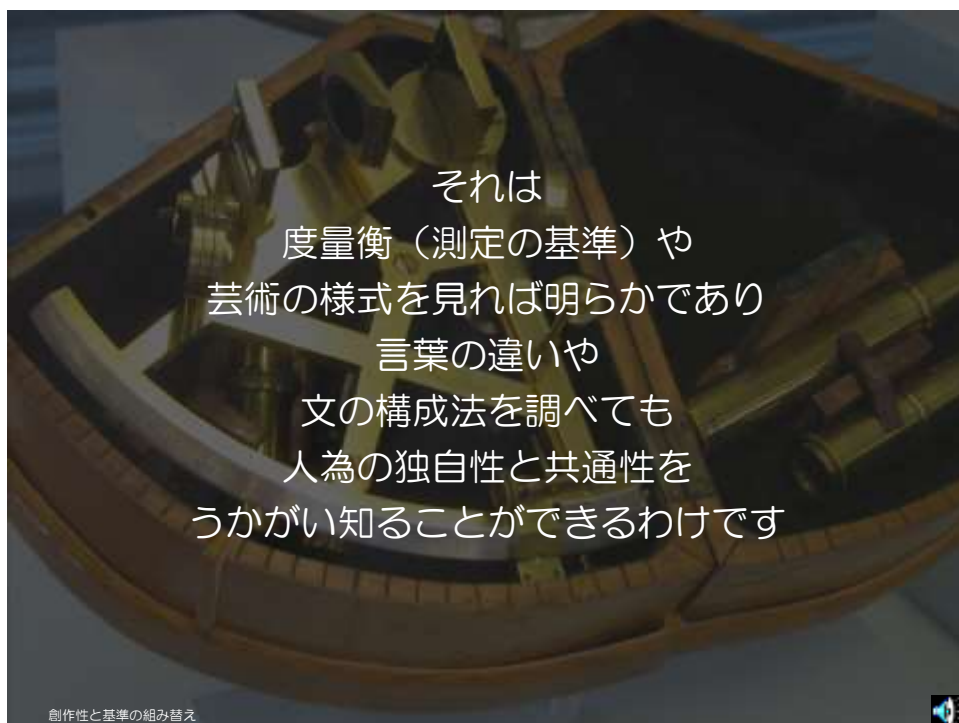 それは
度量衡（測定の基準）や
芸術の様式を見れば明らかであり
言葉の違いや
文の構成法を調べても
人為の独自性と共通性を
うかがい知ることができるわけです
創作性と基準の組み替え